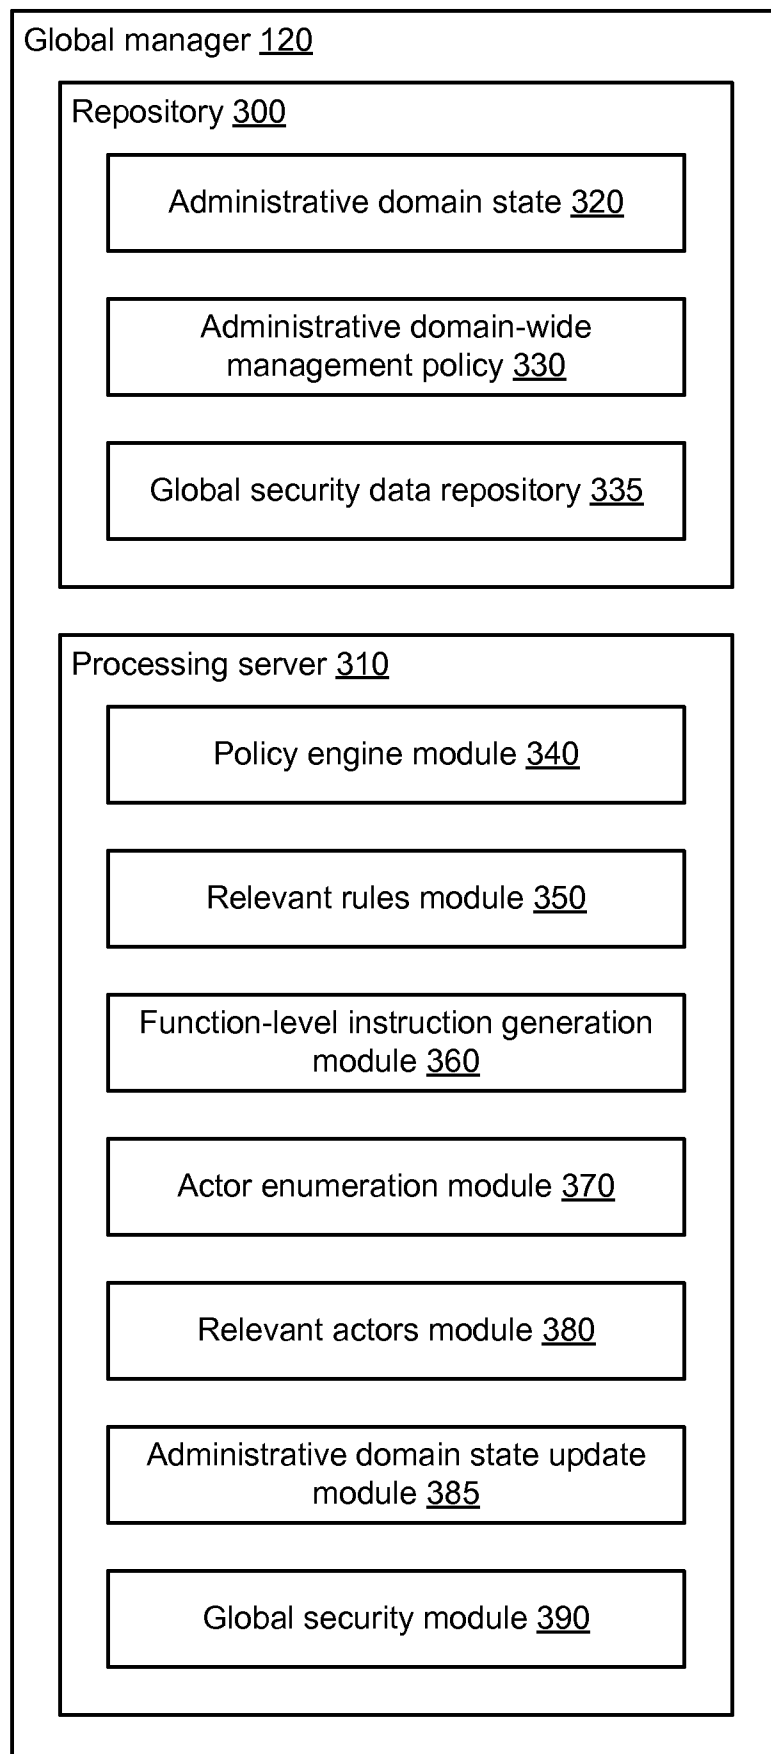 Global manager 120
Repository 300
Administrative domain state 320
Administrative domain-wide
management policy 330
Global security data repository 335
Processing server 310
Policy engine module 340
Relevant rules module 350
Function-level instruction generation
module 360
Actor enumeration module 370
Relevant actors module 380
Administrative domain state update
module 385
Global security module 390